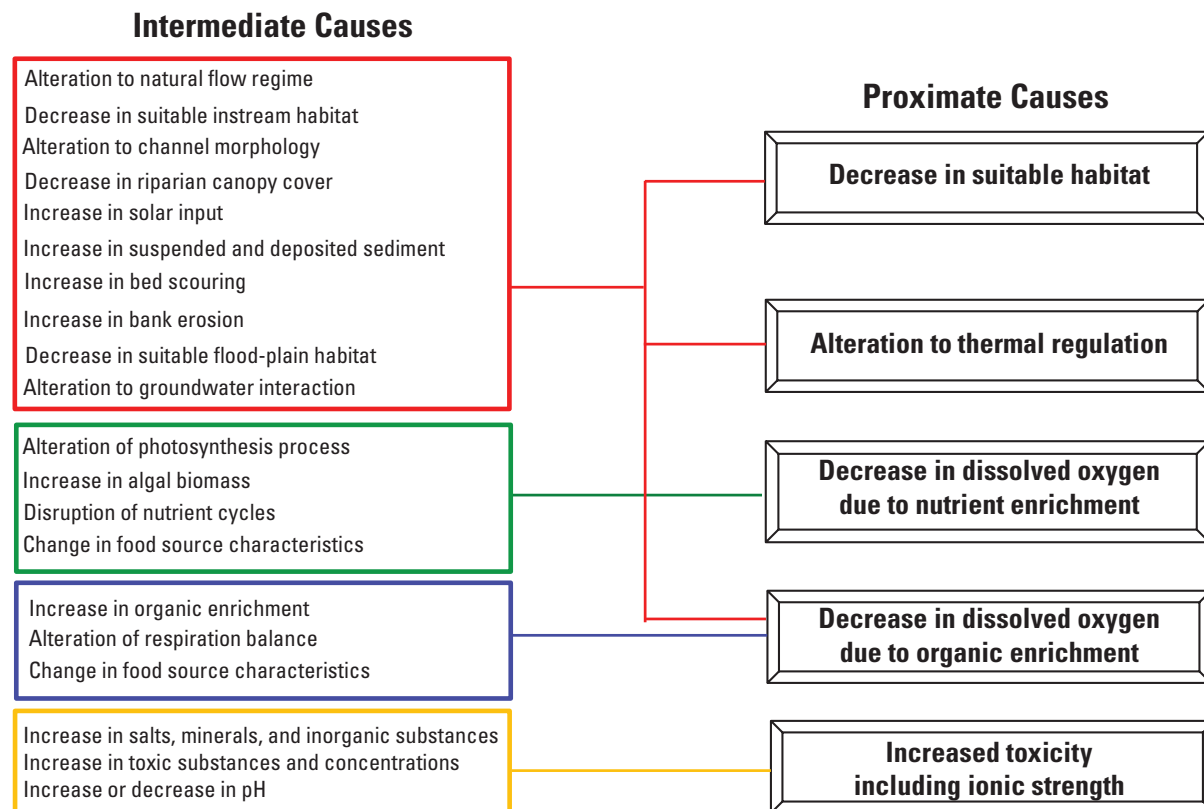 Intermediate Causes
Alteration to natural flow regime
Decrease in suitable instream habitat
Alteration to channel morphology
Decrease in riparian canopy cover
Increase in solar input
Increase in suspended and deposited sediment
Increase in bed scouring
Increase in bank erosion
Decrease in suitable flood-plain habitat
Alteration to groundwater interaction
Alteration of photosynthesis process
Increase in algal biomass
Disruption of nutrient cycles
Change in food source characteristics
Increase in organic enrichment
Alteration of respiration balance
Change in food source characteristics
Increase in salts, minerals, and inorganic substances
Increase in toxic substances and concentrations
Increase or decrease in pH
Proximate Causes
Decrease in suitable habitat
Alteration to thermal regulation
Decrease in dissolved oxygen
due to nutrient enrichment
Decrease in dissolved oxygen
due to organic enrichment
Increased toxicity
including ionic strength